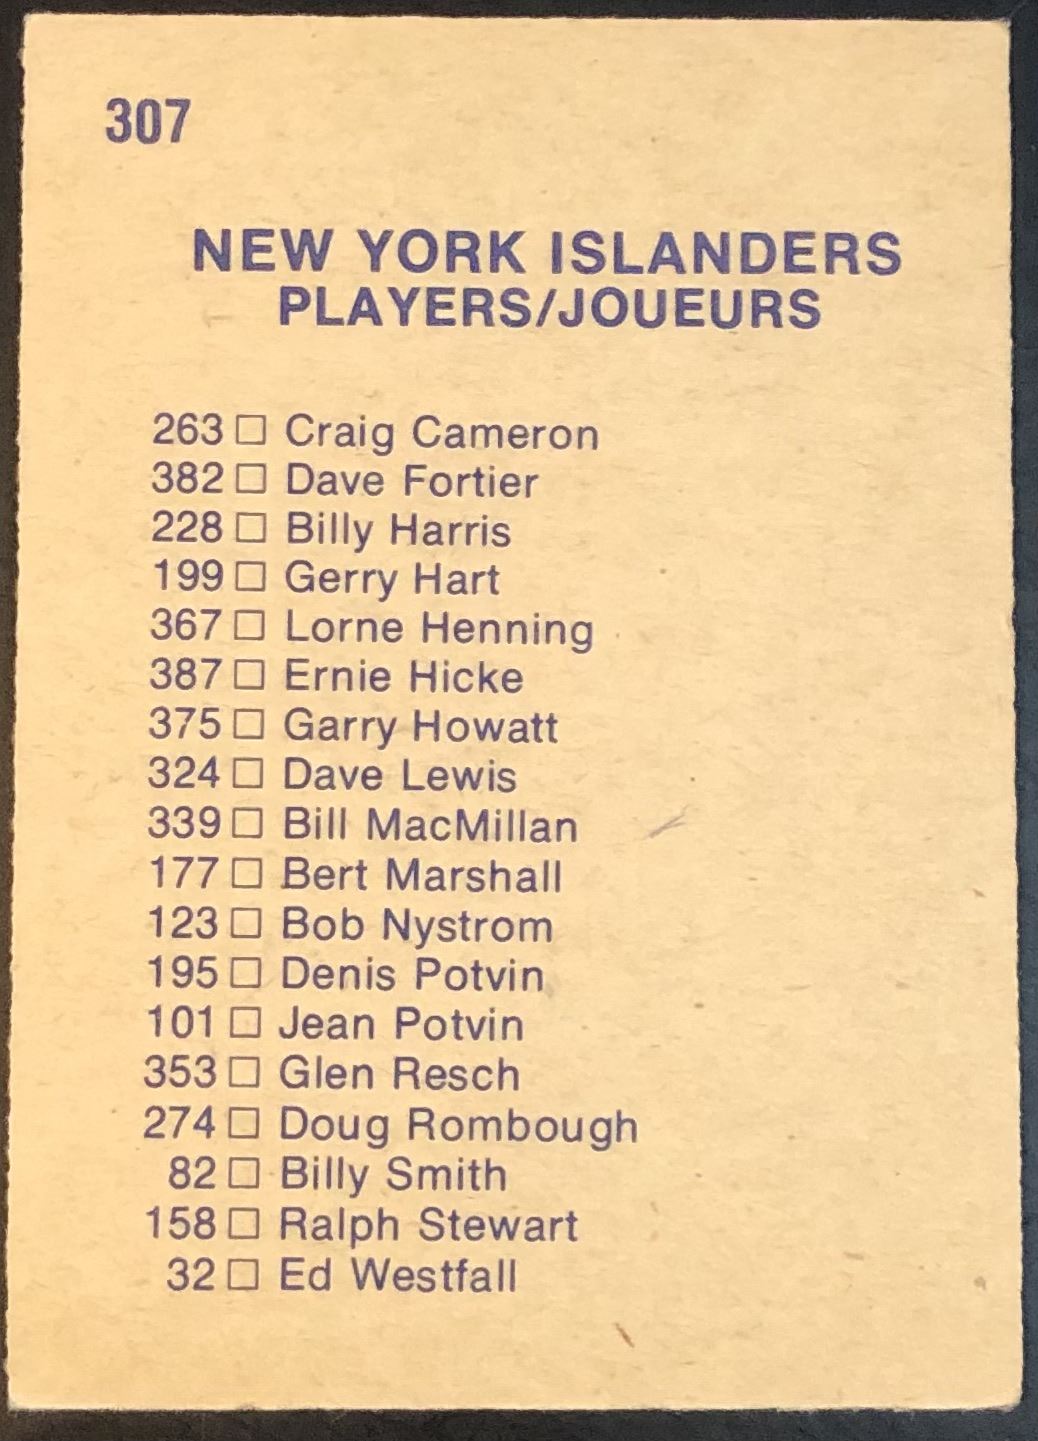 307
NEW YORK ISLANDERS
PLAYERS/JOUEURS
263 □ Craig Cameron
382 □ Dave Fortier
228 □ Billy Harris
199 □ Gerry Hart
367 □ Lorne Henning
387 □ Ernie Hicke
375 □ Garry Howatt
324 □ Dave Lewis
339 □ Bill MacMillan
177 □ Bert Marshall
123 □ Bob Nystrom
195 □ Denis Potvin
101 □ Jean Potvin
353 □ Glen Resch
274 □ Doug Rombough
82 □ Billy Smith
158 □ Ralph Stewart
32 □ Ed Westfall